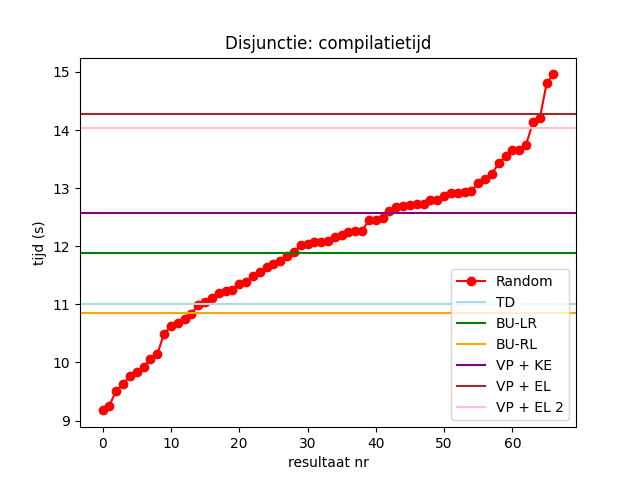 Disjunctie: compilatietijd
15
14
13
12
11
10
9
tijd (s)
0
10
20
30
40
50
60
resultaat nr
Random
TD
BU-LR
BU-RL
VP + KE
VP + EL
VP + EL 2